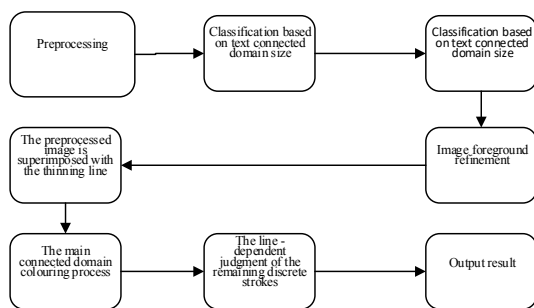 Preprocessing
Classification based
on text connected
domain size
Classification based
on text connected
domain size
Image foreground
refinement
The preprocessed
image is
superimposed with
the thinning line
The main
connected domain
colouring process
The line -
dependent
judgment of the
remaining discrete
strokes
Output result